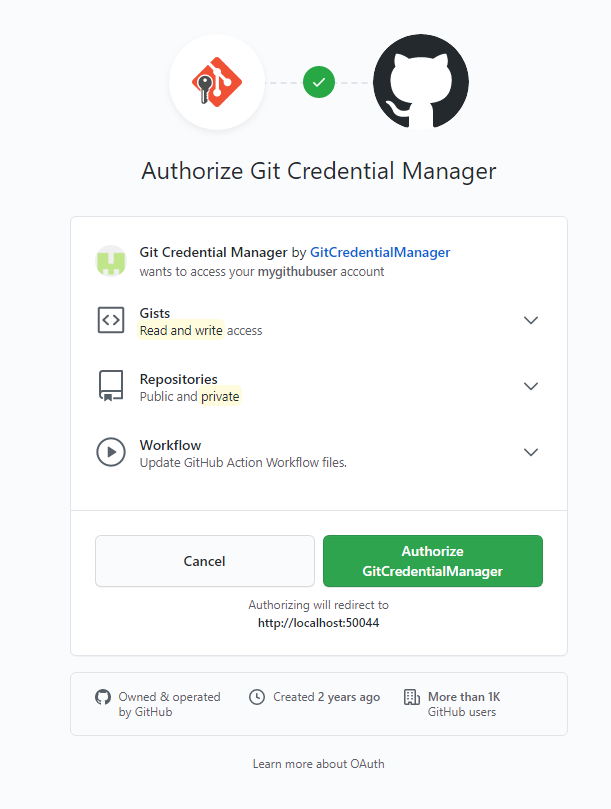 Authorize Git Credential Manager
Git Credential Manager by GitCredentialManager
wants to access your mygithubuser account
Gists
Read and write access
Repositories
Public and private
Workflow
Update GitHub Action Workflow files.
Cancel
Authorize
GitCredentialManager
Authorizing will redirect to
http://localhost:50044
Owned & operated
by GitHub
Created 2 years ago
More than 1K
GitHub users
Learn more about OAuth